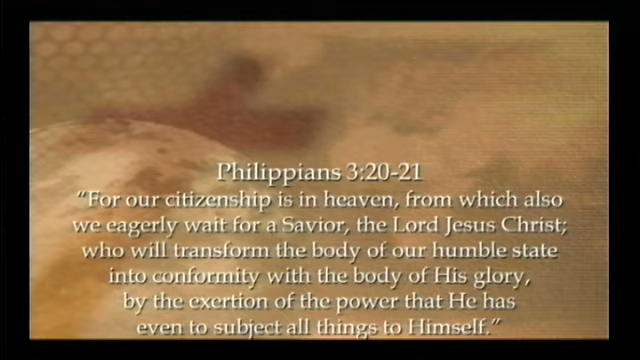 Philippians 3:20-21
“For our citizenship is in heaven, from which also
we eagerly wait for a Savior, the Lord Jesus Christ;
who will transform the body of our humble state
into conformity with the body of His glory,
by the exertion of the power that He has
even to subject all things to Himself.”